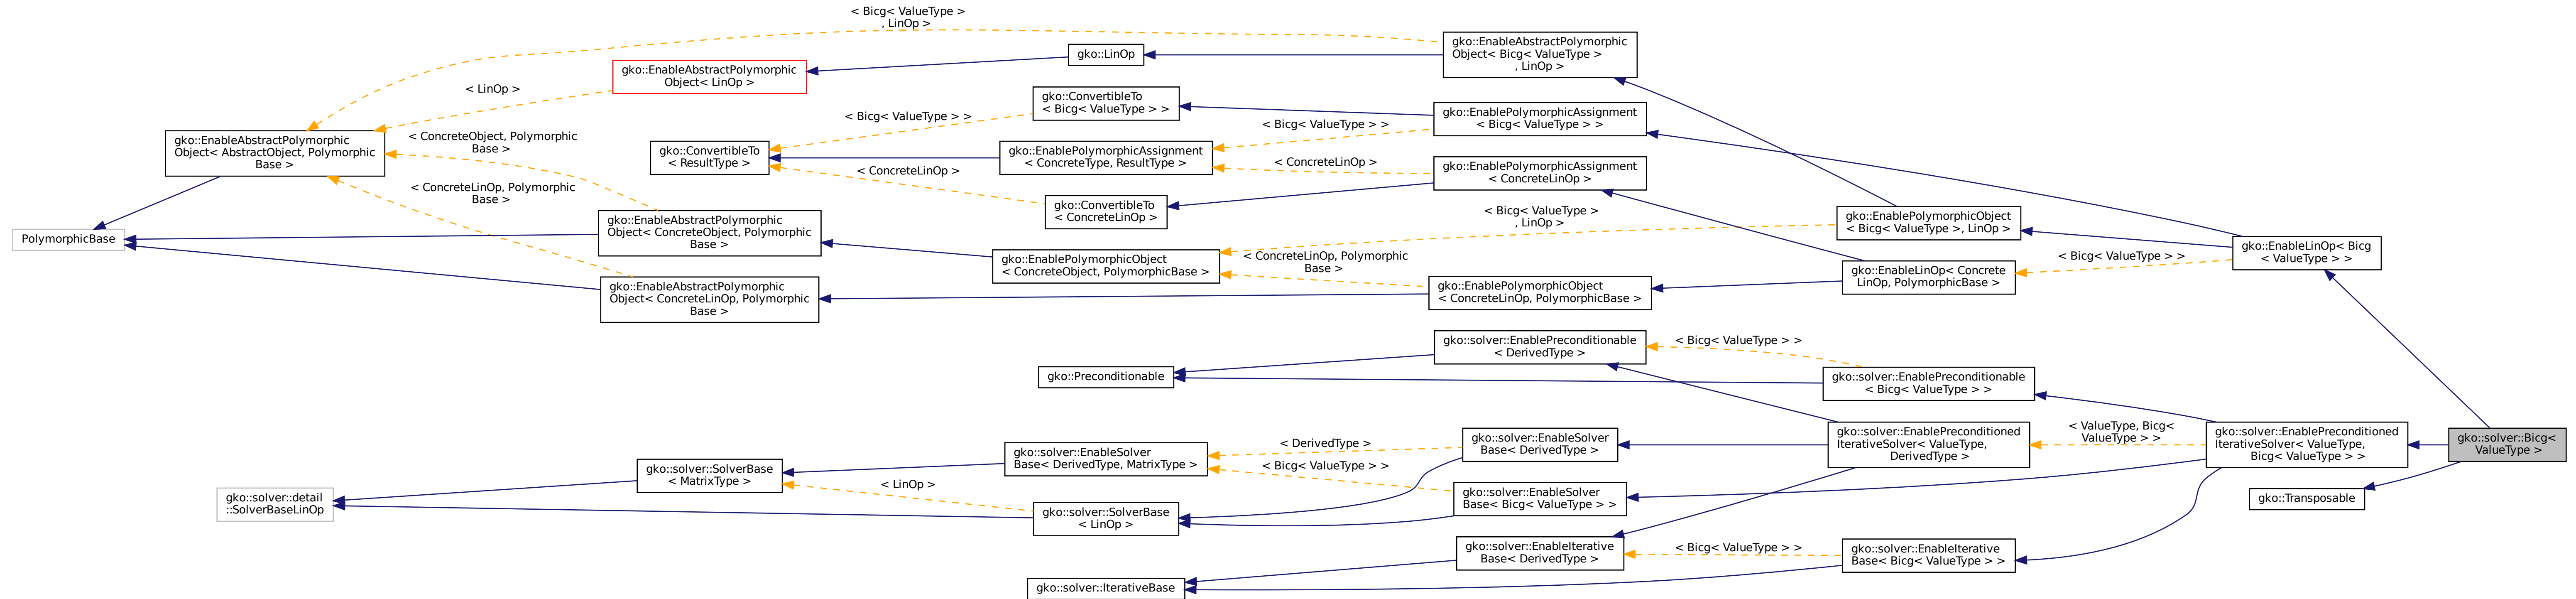 < Bicg< ValueType >
, LinOp >
gko::EnableAbstractPolymorphic
Object< Bicg< ValueType >
, LinOp >
gko::LinOp
gko::EnableAbstractPolymorphic
Object< LinOp >
< LinOp >
gko::ConvertibleTo
< Bicg< ValueType > >
gko::EnablePolymorphicAssignment
< Bicg< ValueType > >
< Bicg< ValueType > >
< Bicg< ValueType > >
gko::EnableAbstractPolymorphic
Object< AbstractObject, Polymorphic
Base >
< ConcreteObject, Polymorphic
Base >
gko::ConvertibleTo
< ResultType >
gko::EnablePolymorphicAssignment
< ConcreteType, ResultType >
< ConcreteLinOp >
gko::EnablePolymorphicAssignment
< ConcreteLinOp >
< ConcreteLinOp >
< ConcreteLinOp, Polymorphic
Base >
gko::ConvertibleTo
< ConcreteLinOp >
< Bicg< ValueType >
, LinOp >
gko::EnablePolymorphicObject
< Bicg< ValueType >, LinOp >
PolymorphicBase
gko::EnableAbstractPolymorphic
Object< ConcreteObject, Polymorphic
Base >
gko::EnableLinOp< Bicg
< ValueType > >
gko::EnablePolymorphicObject
< ConcreteObject, PolymorphicBase >
< ConcreteLinOp, Polymorphic
Base >
< Bicg< ValueType > >
gko::EnableLinOp< Concrete
LinOp, PolymorphicBase >
gko::EnableAbstractPolymorphic
Object< ConcreteLinOp, Polymorphic
Base >
gko::EnablePolymorphicObject
< ConcreteLinOp, PolymorphicBase >
gko::solver::EnablePreconditionable
< DerivedType >
< Bicg< ValueType > >
gko::Preconditionable
gko::solver::EnablePreconditionable
< Bicg< ValueType > >
gko::solver::EnablePreconditioned
IterativeSolver< ValueType,
DerivedType >
< ValueType, Bicg<
ValueType > >
gko::solver::EnablePreconditioned
IterativeSolver< ValueType,
Bicg< ValueType > >
gko::solver::Bicg<
ValueType >
gko::solver::EnableSolver
Base< DerivedType >
< DerivedType >
gko::solver::EnableSolver
Base< DerivedType, MatrixType >
< Bicg< ValueType > >
gko::solver::SolverBase
< MatrixType >
< LinOp >
gko::solver::EnableSolver
Base< Bicg< ValueType > >
gko::Transposable
gko::solver::detail
::SolverBaseLinOp
gko::solver::SolverBase
< LinOp >
gko::solver::EnableIterative
Base< DerivedType >
< Bicg< ValueType > >
gko::solver::EnableIterative
Base< Bicg< ValueType > >
gko::solver::IterativeBase